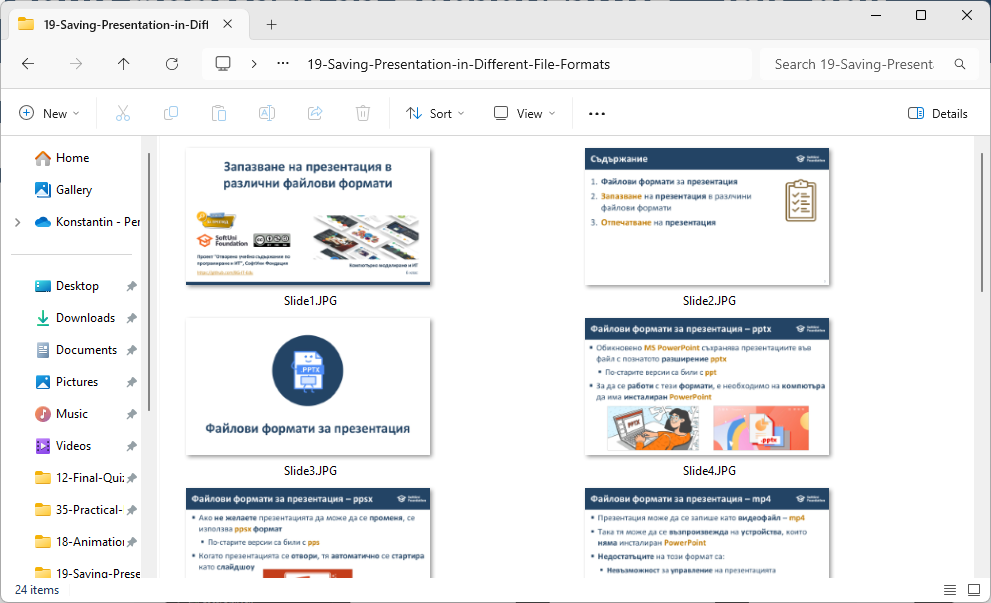 19-Saving-Presentation-in-Diff
19-Saving-Presentation-in-Different-File-Formats
Search 19-Saving-Present
New
Sort
View
Details
Home
Gallery
Konstantin - Per
Desktop
Downloads
Documents
Pictures
Music
Videos
12-Final-Quiz
35-Practical-
18-Animation
19-Saving-Prese
Запазване на презентация в
различни файлови формати
SoftUni
Foundation
Проект "Отворено учебно съдържание по
програмиране и ИТ", СофтУни Фондация
Компютърно моделиране и ИТ
Slide1.JPG
Съдържание
1. Файлови формати за презентация
2. Запазване на презентация в разлчини
файлови формати
3. Отпечатване на презентация
Slide2.JPG
.PPTX
Файлови формати за презентация
Slide3.JPG
Файлови формати за презентация – pptx
Обикновено MS PowerPoint съхранява презентациите във
файл с познатото разширение pptx
По-старите версии са били с ppt
За да се работи с тези формати, е необходимо на компютъра
да има инсталиран PowerPoint
PPTX
.pptx
Slide4.JPG
Файлови формати за презентация – ppsx
Ако не желаете презентацията да може да се променя, се
използва ppsx формат
По-старите версии са били с pps
Когато презентацията се отвори, тя автоматично се стартира
като слайдшоу
Файлови формати за презентация – mp4
Презентация може да се запише като видеофайл – mp4
Така тя може да се възпроизвежда на устройства, които
няма инсталиран PowerPoint
Недостатъците на този формат са:
Невъзможност за управление на презентацията
24 items